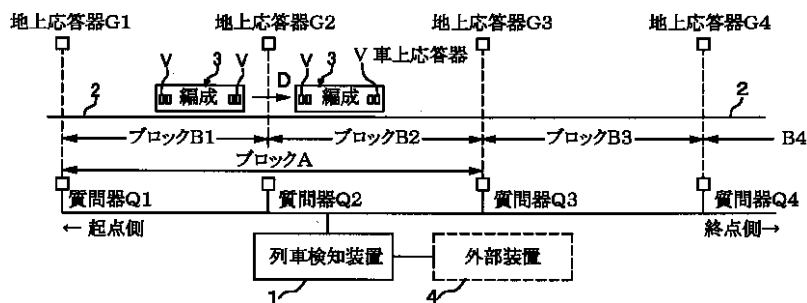 地上応答器G1 地上応答器G2 地上応答器G3 地上応答器G4
V 3 V V 3 V 車上応答器
編成 D 編成
2 2
ブロックB1 ブロックB2 ブロックB3 B4
ブロックA
質問器Q1 質問器Q2 質問器Q3 質問器Q4
← 起点側 終点側→
列車検知装置 外部装置
1 4